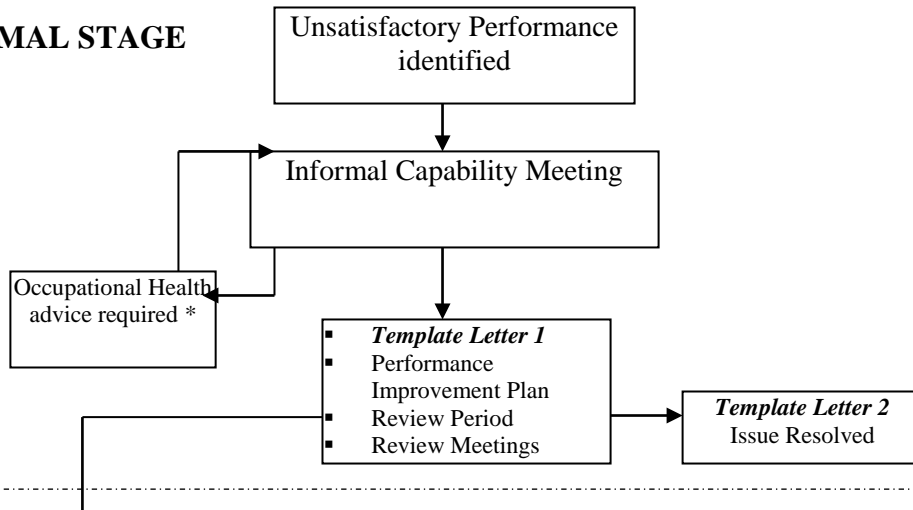 MAL STAGE
Unsatisfactory Performance
identified
Informal Capability Meeting
Occupational Health
advice required *
▪ Template Letter 1
▪ Performance
Improvement Plan
▪ Review Period
▪ Review Meetings
Template Letter 2
Issue Resolved